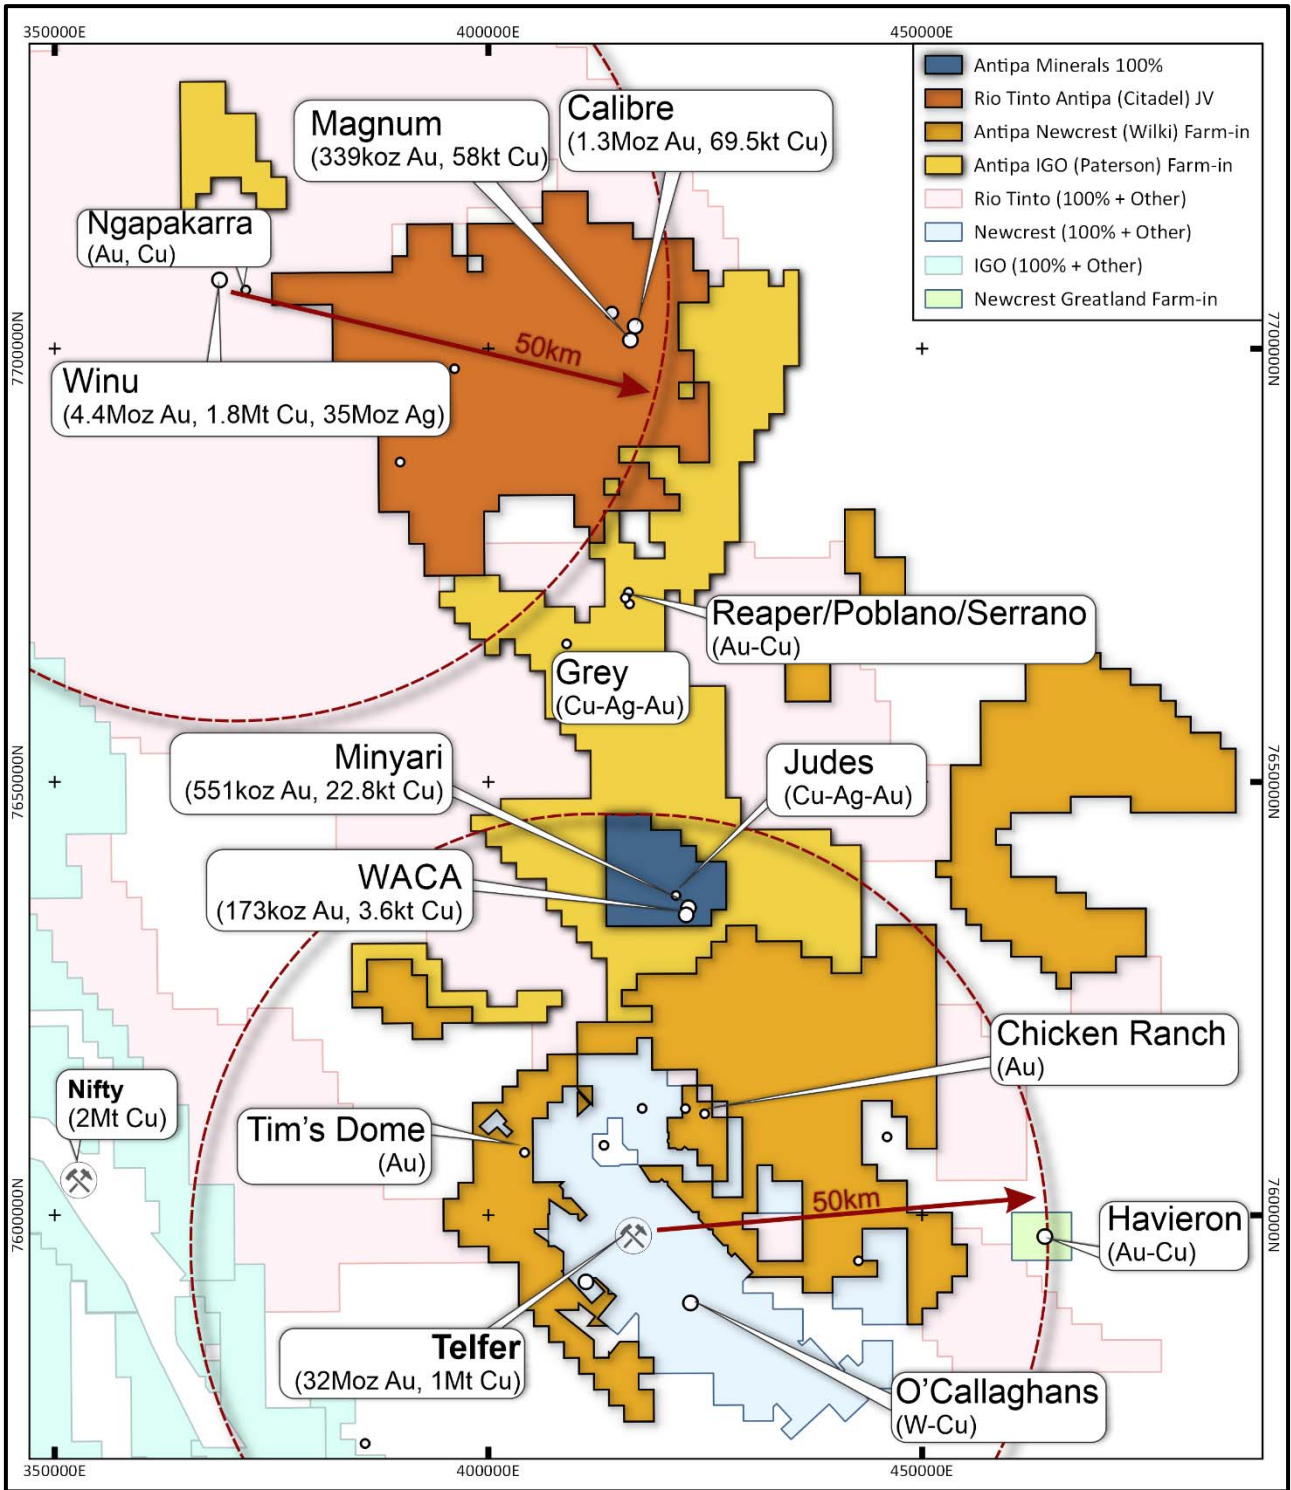 350000E
400000E
450000E
Antipa Minerals 100%
Rio Tinto Antipa (Citadel) JV
Antipa Newcrest (Wilki) Farm-in
Antipa IGO (Paterson) Farm-in
Rio Tinto (100% + Other)
Newcrest (100% + Other)
IGO (100% + Other)
Newcrest Greatland Farm-in
Magnum
(339koz Au, 58kt Cu)
Calibre
(1.3Moz Au, 69.5kt Cu)
Ngapakarra
(Au, Cu)
7700000N
7700000N
50km
Winu
(4.4Moz Au, 1.8Mt Cu, 35Moz Ag)
Reaper/Poblano/Serrano
(Au-Cu)
Grey
(Cu-Ag-Au)
Minyari
(551koz Au, 22.8kt Cu)
Judes
(Cu-Ag-Au)
7650000N
7650000N
WACA
(173koz Au, 3.6kt Cu)
Chicken Ranch
(Au)
Nifty
(2Mt Cu)
Tim's Dome
(Au)
7600000N
7600000N
50km
Havieron
(Au-Cu)
Telfer
(32Moz Au, 1Mt Cu)
O'Callaghans
(W-Cu)
350000E
400000E
450000E